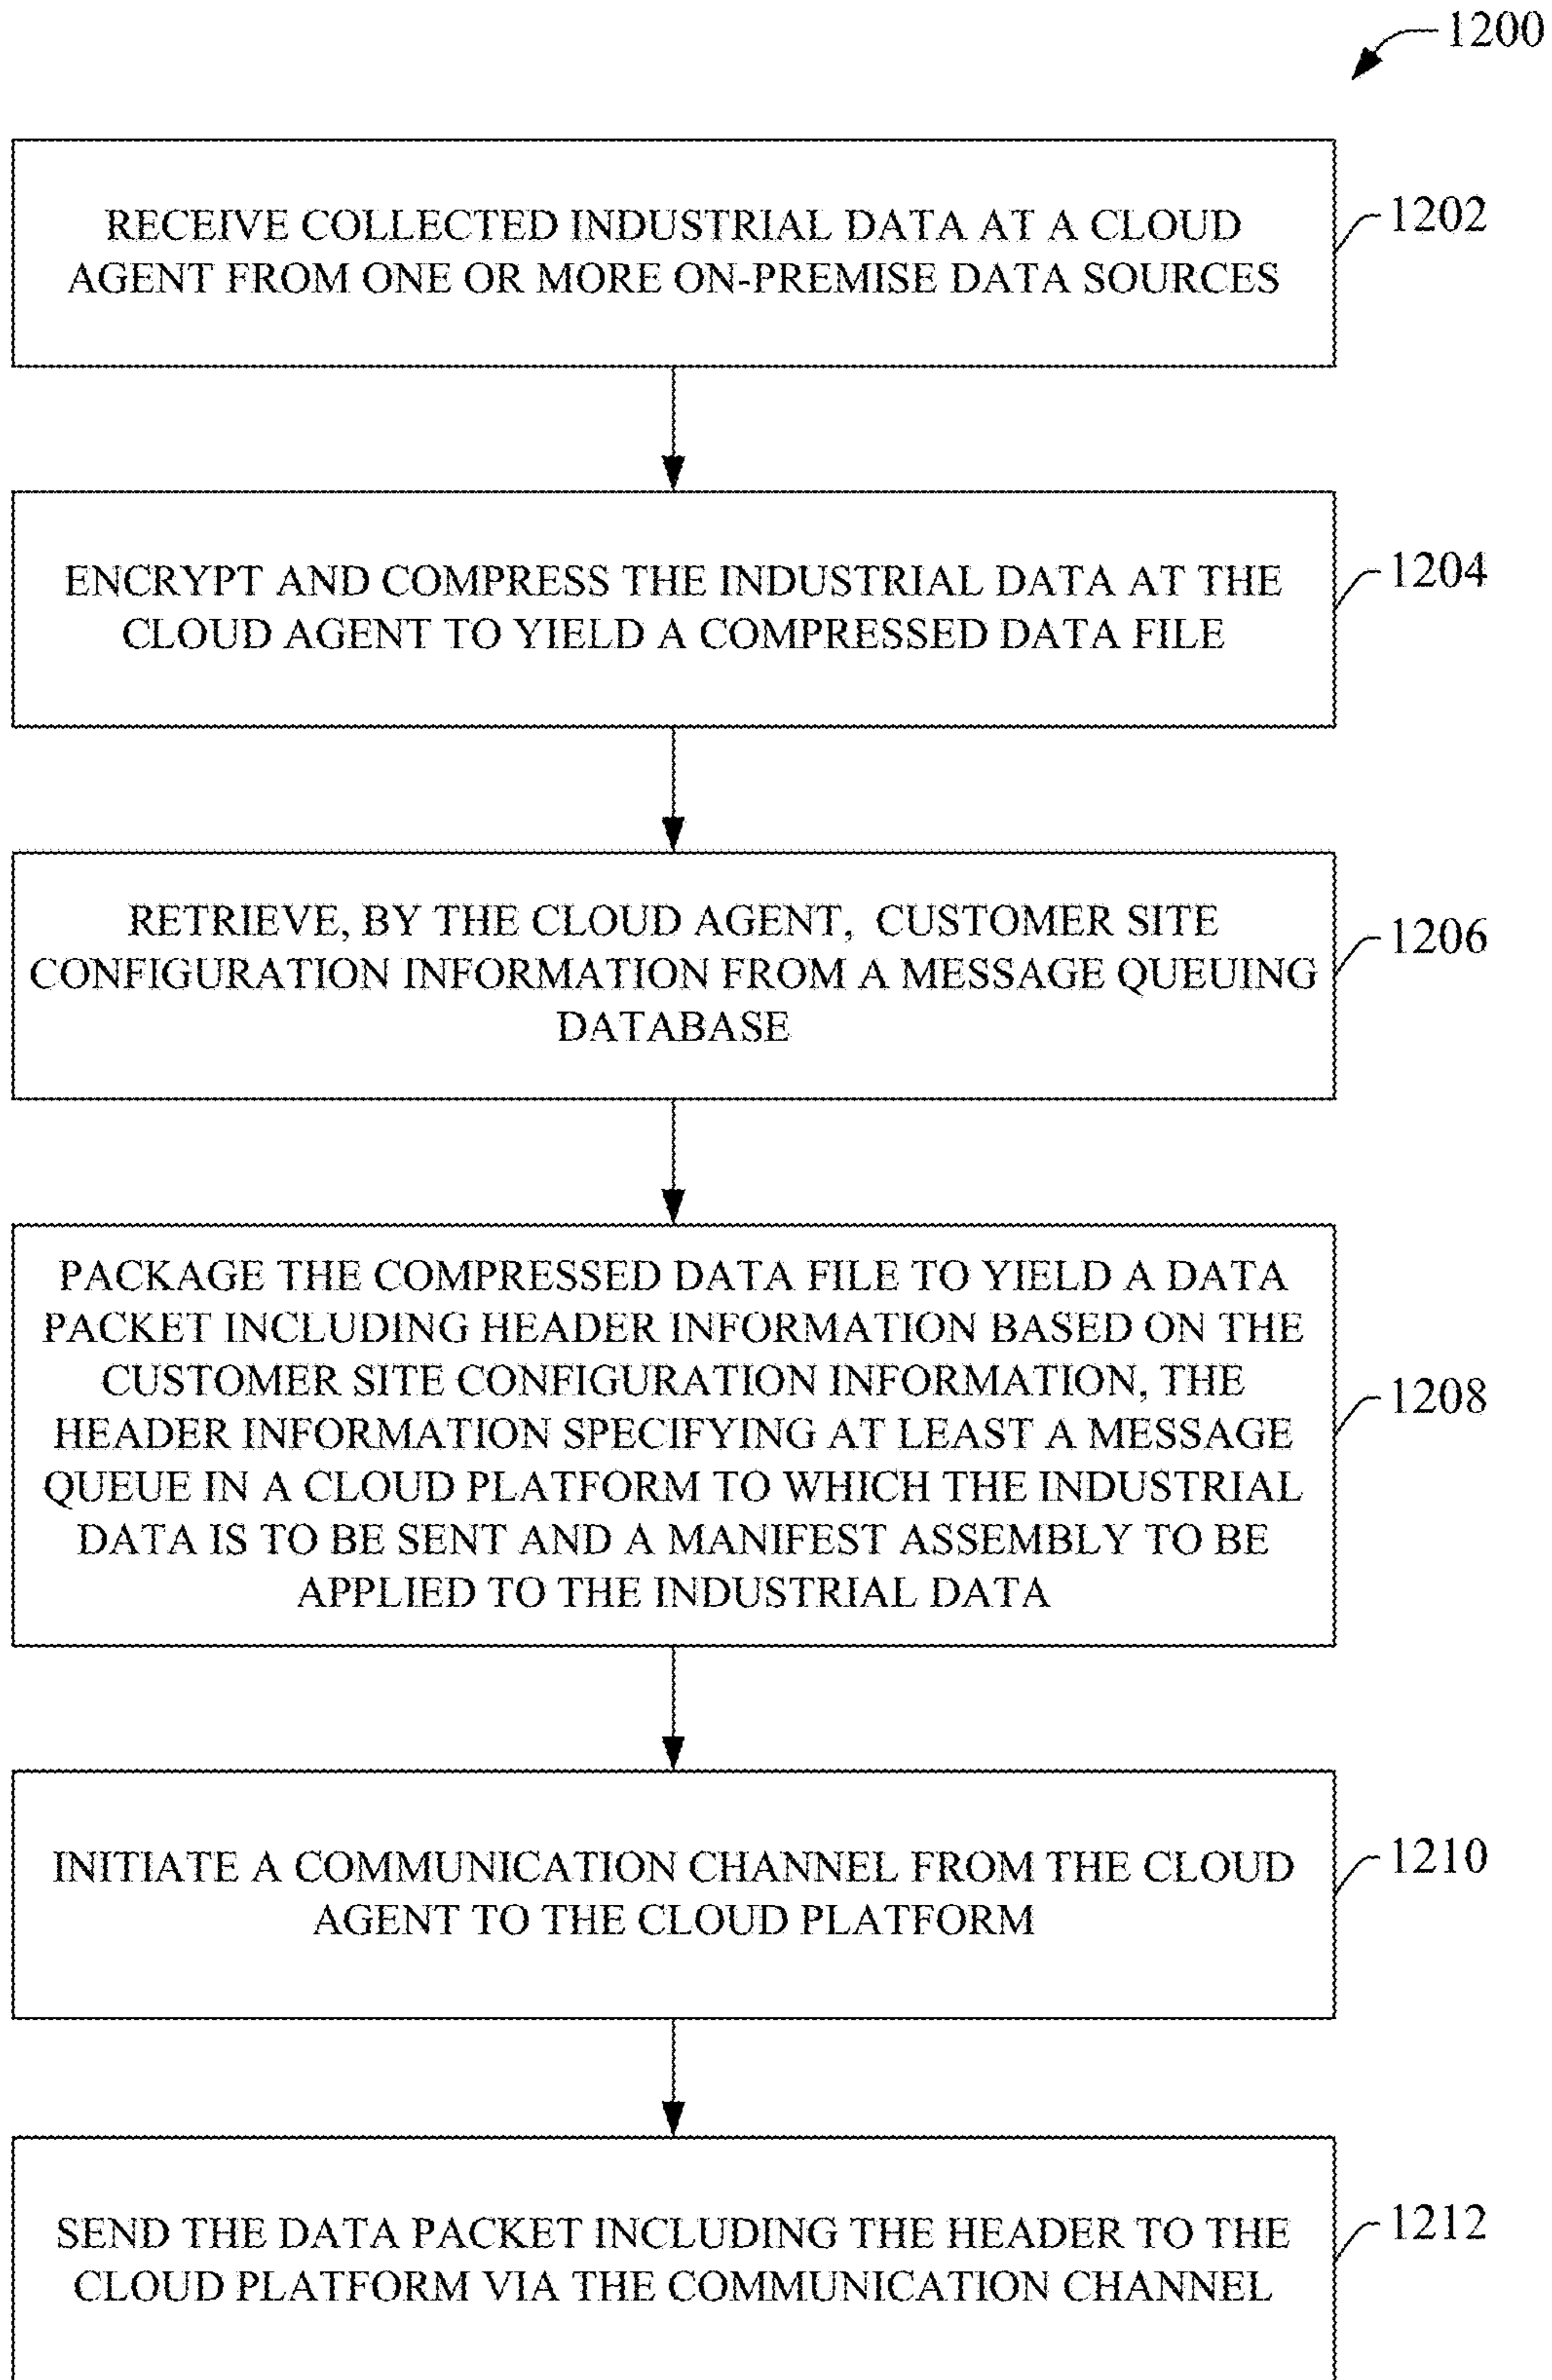 1200
RECEIVE COLLECTED INDUSTRIAL DATA AT A CLOUD
AGENT FROM ONE OR MORE ON-PREMISE DATA SOURCES
1202
ENCRYPT AND COMPRESS THE INDUSTRIAL DATA AT THE
CLOUD AGENT TO YIELD A COMPRESSED DATA FILE
1204
RETRIEVE, BY THE CLOUD AGENT, CUSTOMER SITE
CONFIGURATION INFORMATION FROM A MESSAGE QUEUING
DATABASE
1206
PACKAGE THE COMPRESSED DATA FILE TO YIELD A DATA
PACKET INCLUDING HEADER INFORMATION BASED ON THE
CUSTOMER SITE CONFIGURATION INFORMATION, THE
HEADER INFORMATION SPECIFYING AT LEAST A MESSAGE
QUEUE IN A CLOUD PLATFORM TO WHICH THE INDUSTRIAL
DATA IS TO BE SENT AND A MANIFEST ASSEMBLY TO BE
APPLIED TO THE INDUSTRIAL DATA
1208
INITIATE A COMMUNICATION CHANNEL FROM THE CLOUD
AGENT TO THE CLOUD PLATFORM
1210
SEND THE DATA PACKET INCLUDING THE HEADER TO THE
CLOUD PLATFORM VIA THE COMMUNICATION CHANNEL
1212